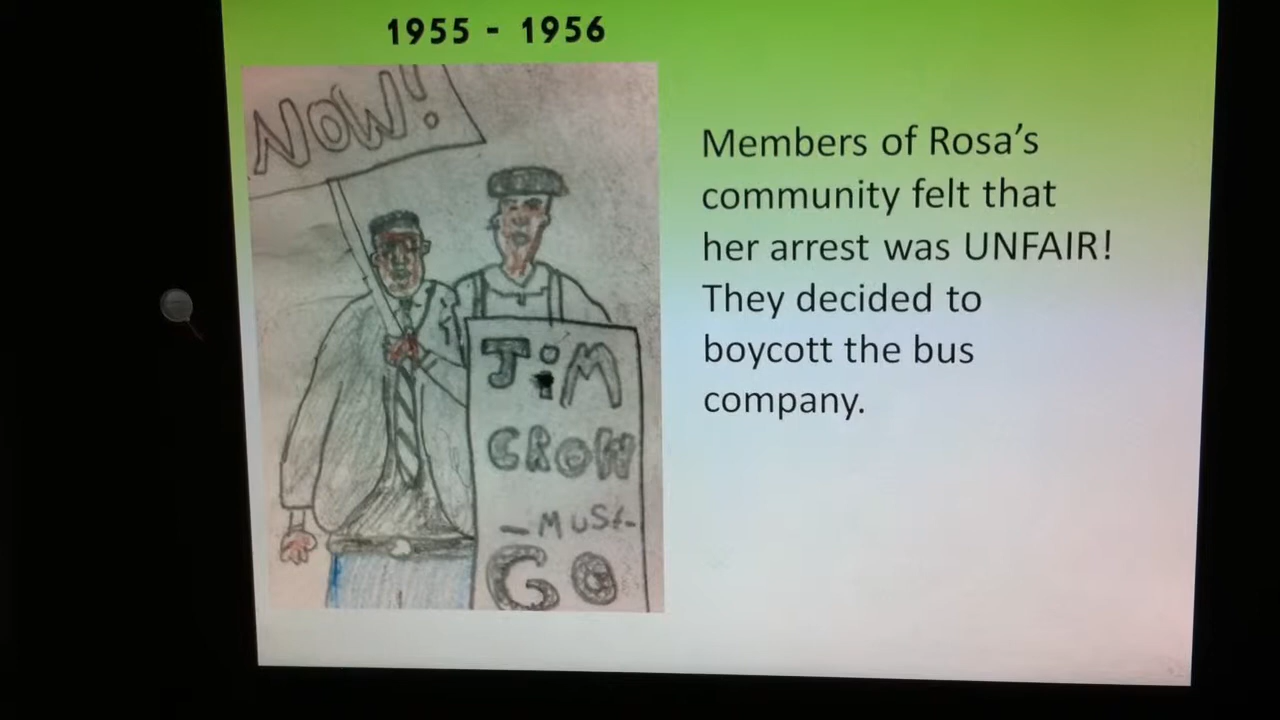 1955 - 1956
NOW!
JiM
CROW
-MUSt-
GO
Members of Rosa's
community felt that
her arrest was UNFAIR!
They decided to
boycott the bus
company.